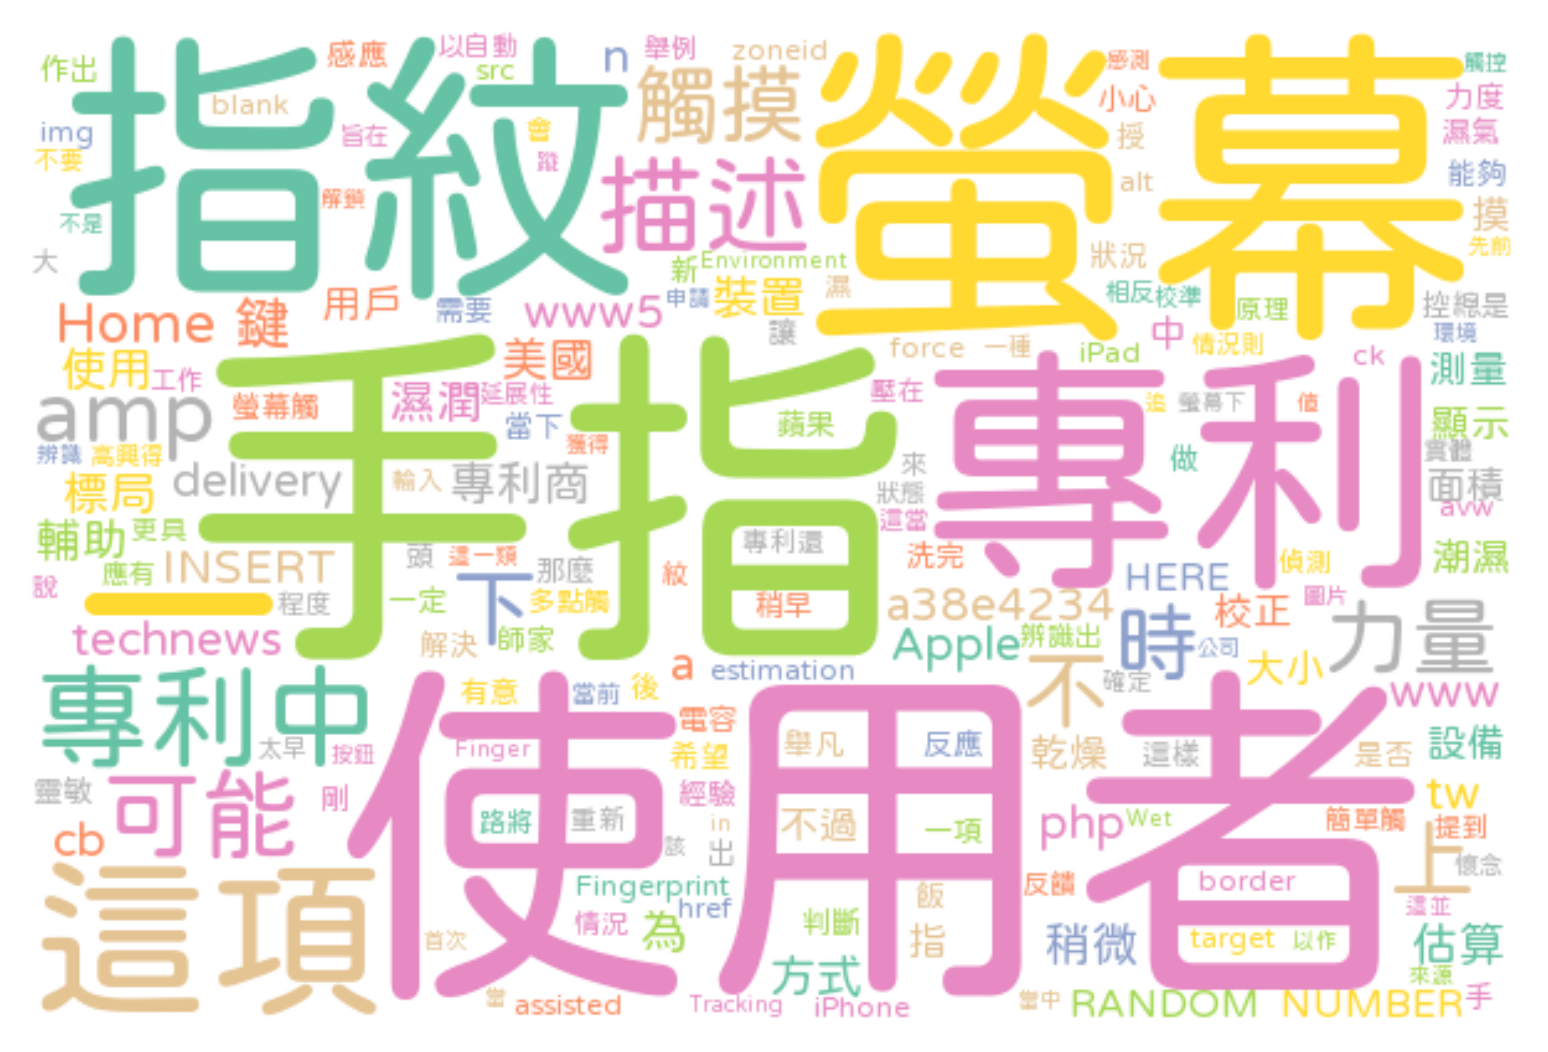 指紋
螢幕
手指
專利
使用者
這項
專利中
可能
描述
觸摸
力量
amp
時
下
不
上
一
Home 鍵
www5
美國
裝置
濕潤
delivery
專利商
標局
輔助
使用
INSERT
technews
a38e4234
HERE
Apple
校正
大小
面積
潮濕
測量
顯示
作出
感應
以自動
src
n
舉例
zoneid
感測
觸控
blank
img
不要
旨在
會
蹤
解鎖
不是
大
小心
授
alt
力度
濕氣
能夠
摸
先前
狀況
新
Environment
濕
申請
讓
相反
校準
原理
控總是
環境
用戶
需要
中
情況則
force
一種
iPad
ck
工作
螢幕觸
延展性
當下
獲得
蘋果
壓在
追
螢幕下
值
辨識
高興得
輸入
來
狀態
這當
做
實體
avw
更具
應有
說
程度
頭
這一類
那麼
一定
多點觸
紋
專利還
稍早
洗完
偵測
圖片
解決
師家
a
estimation
辨識出
公司
確定
www
有意
當前
後
電容
希望
太早
按鈕
Finger
舉凡
反應
乾燥
這樣
是否
設備
靈敏
剛
cb
路將
重新
經驗
in
不過
一項
該
出
php
Wet
簡單觸
tw
提到
懷念
Fingerprint
href
情況
為
飯
指
判斷
方式
反饋
border
這並
稍微
target
以作
估算
來源
首次
當
assisted
Tracking
iPhone
當中
RANDOM
NUMBER
手